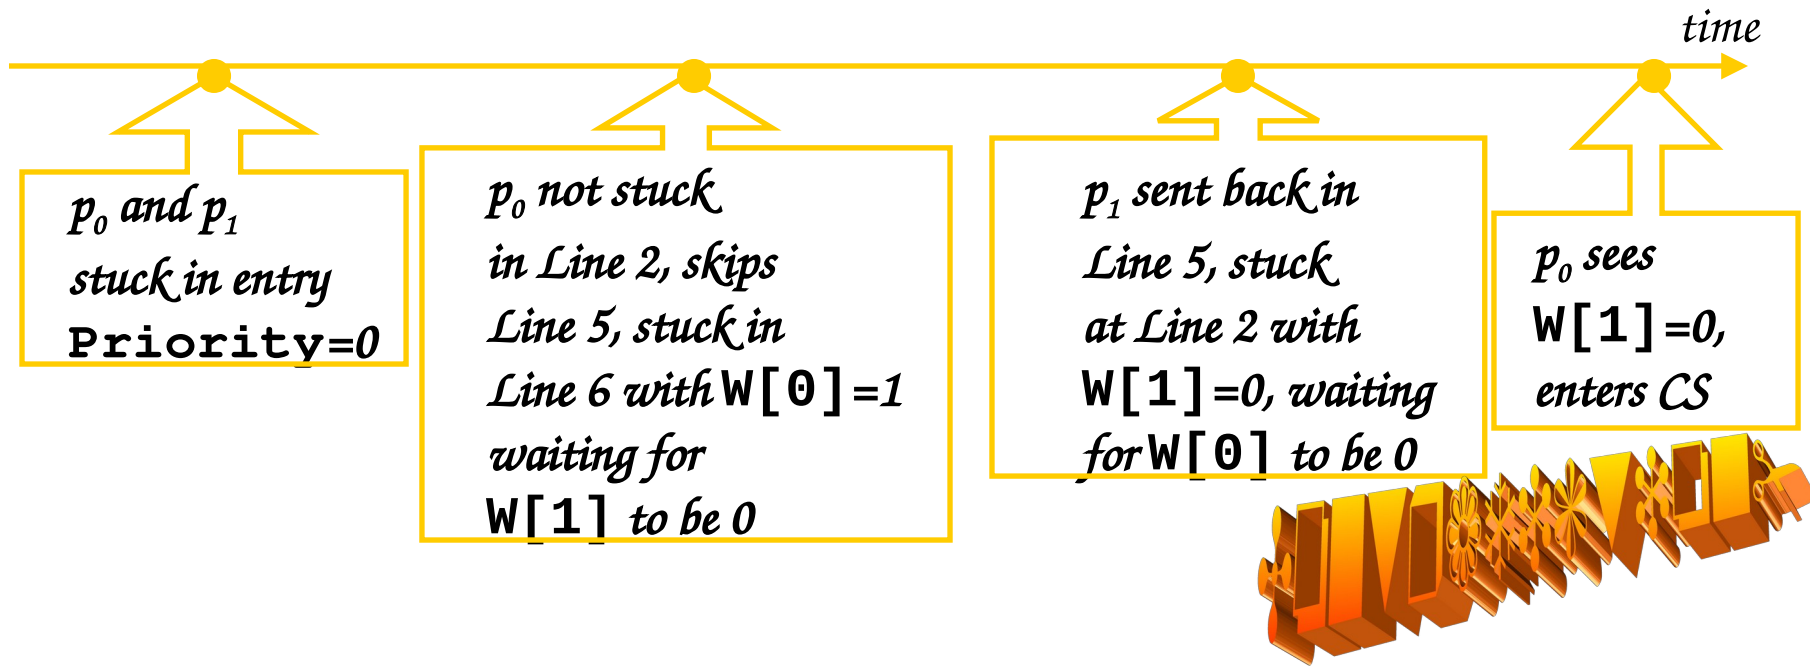 time
p0 and p1
stuck in entry
Priority=0
p0 not stuck
in Line 2, skips
Line 5, stuck in
Line 6 with W[0]=1
waiting for
W[1] to be 0
p1 sent back in
Line 5, stuck
at Line 2 with
W[1]=0, waiting
for W[0] to be 0
p0 sees
W[1]=0,
enters CS